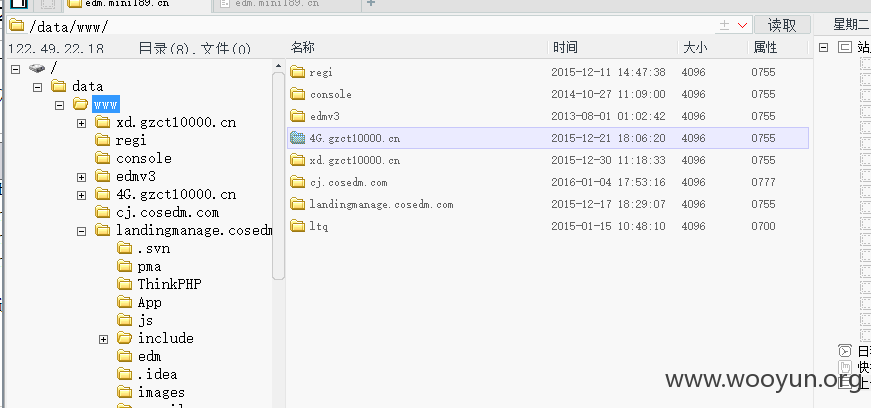 edm.mini189.cn
edm.mini189.cn
+
/data/www/
读取
星期二
122.49.22.18 目录(8),文件(0)
名称 时间 大小 属性
/
data
www
xd.gzct10000.cn
regi
console
edmv3
4G.gzct10000.cn
cj.cosedm.com
landingmanage.cosedm
.svn
pma
ThinkPHP
App
js
include
edm
.idea
images
regi 2015-12-11 14:47:38 4096 0755
console 2014-10-27 11:09:00 4096 0755
edmv3 2013-08-01 01:02:42 4096 0755
4G.gzct10000.cn 2015-12-21 18:06:20 4096 0755
xd.gzct10000.cn 2015-12-30 11:18:33 4096 0755
cj.cosedm.com 2016-01-04 17:53:16 4096 0777
landingmanage.cosedm.com 2015-12-17 18:29:07 4096 0755
ltq 2015-01-15 10:48:10 4096 0700
站
日
快
www.wooyun.org